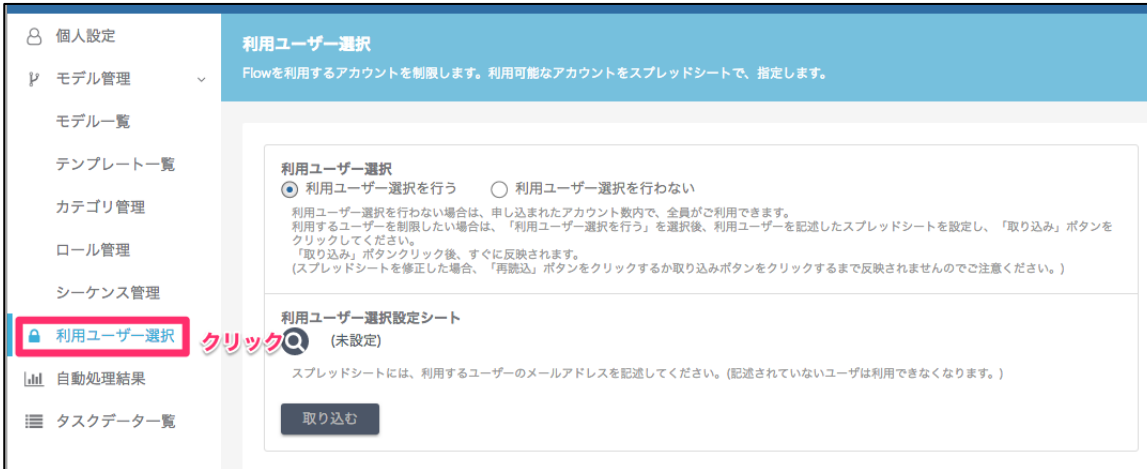 個人設定
モデル管理
モデル一覧
テンプレート一覧
カテゴリ管理
ロール管理
シーケンス管理
利用ユーザー選択
クリック
自動処理結果
タスクデータ一覧
利用ユーザー選択
Flowを利用するアカウントを制限します。利用可能なアカウントをスプレッドシートで、指定します。
利用ユーザー選択
利用ユーザー選択を行う 利用ユーザー選択を行わない
利用ユーザー選択を行わない場合は、申し込まれたアカウント数内で、全員がご利用できます。
利用するユーザーを制限したい場合は、「利用ユーザー選択を行う」を選択後、利用ユーザーを記述したスプレッドシートを設定し、「取り込み」ボタンを
クリックしてください。
「取り込み」ボタンクリック後、すぐに反映されます。
(スプレッドシートを修正した場合、「再読込」ボタンをクリックするか取り込みボタンをクリックするまで反映されませんのでご注意ください。)
利用ユーザー選択設定シート
(未設定)
スプレッドシートには、利用するユーザーのメールアドレスを記述してください。(記述されていないユーザは利用できなくなります。)
取り込む